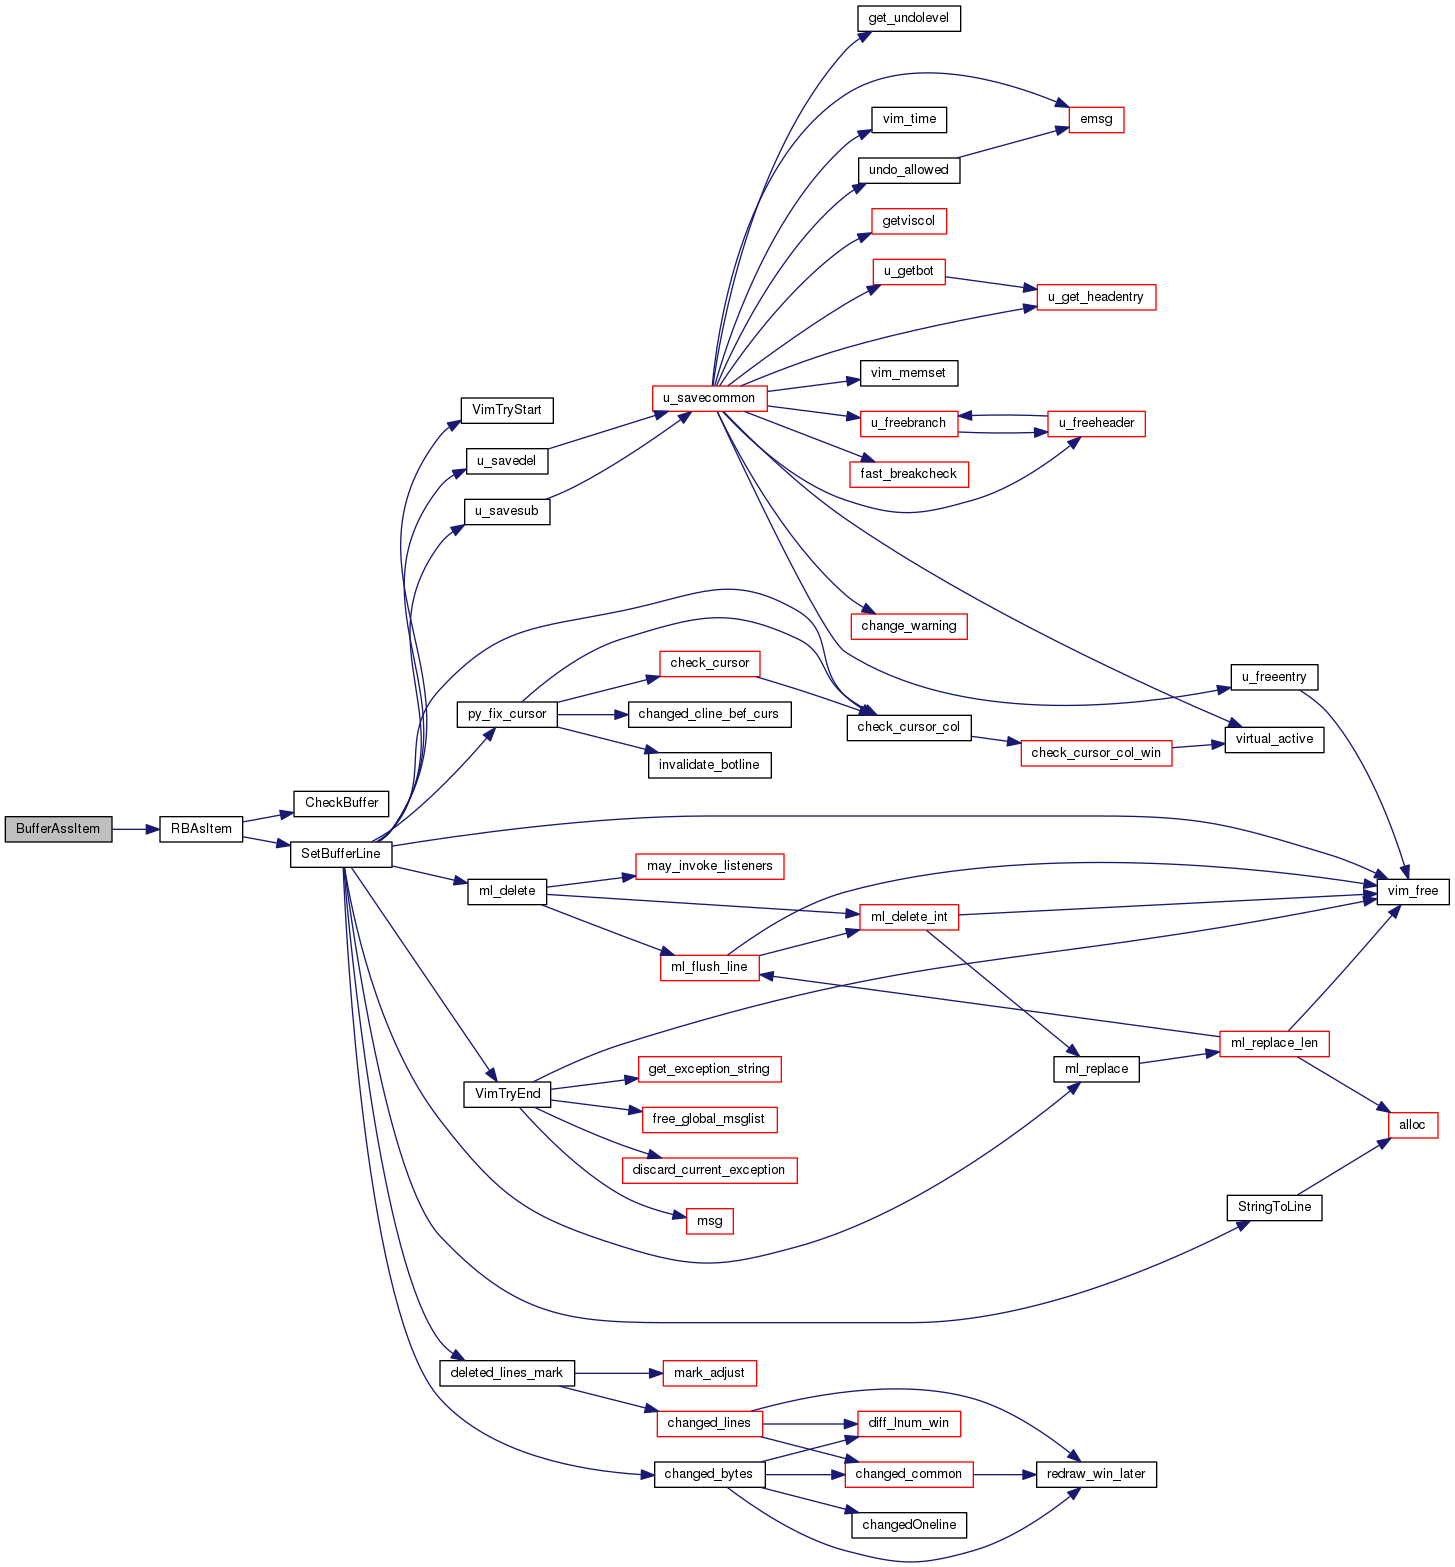 get_undolevel
emsg
vim_time
undo_allowed
getviscol
u_getbot
u_get_headentry
vim_memset
u_savecommon
VimTryStart
u_freebranch
u_freeheader
u_savedel
fast_breakcheck
u_savesub
change_warning
check_cursor
u_freeentry
py_fix_cursor
changed_cline_bef_curs
check_cursor_col
virtual_active
check_cursor_col_win
invalidate_botline
CheckBuffer
BufferAssItem
RBAsItem
SetBufferLine
may_invoke_listeners
ml_delete
vim_free
ml_delete_int
ml_flush_line
ml_replace_len
get_exception_string
ml_replace
VimTryEnd
free_global_msglist
alloc
discard_current_exception
StringToLine
msg
deleted_lines_mark
mark_adjust
changed_lines
diff_lnum_win
changed_bytes
changed_common
redraw_win_later
changedOneline